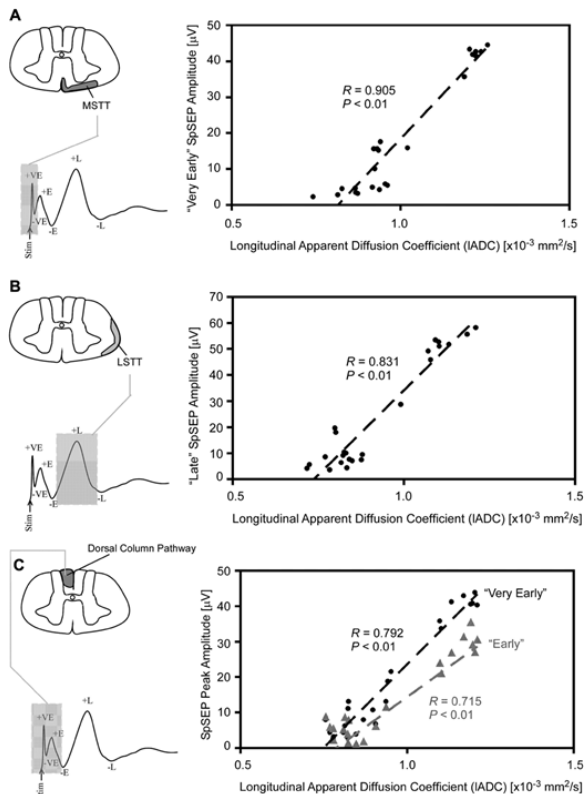 A
MSTT
+VE
+E
+L
-VE
-E
-L
Stim
"Very Early" SpSEP Amplitude [µV]
50
40
30
20
10
0
R = 0.905
P < 0.01
0.5
1.0
1.5
Longitudinal Apparent Diffusion Coefficient (lADC) [x10-3 mm2/s]
B
LSTT
+VE
+E
+L
-VE
-E
-L
Stim
"Late" SpSEP Amplitude [µV]
70
60
50
40
30
20
10
0
R = 0.831
P < 0.01
0.5
1.0
1.5
Longitudinal Apparent Diffusion Coefficient (lADC) [x10-3 mm2/s]
C
Dorsal Column Pathway
+VE
+E
+L
-VE
-E
-L
Stim
SpSEP Peak Amplitude [µV]
50
40
30
20
10
0
"Very Early"
R = 0.792
P < 0.01
"Early"
R = 0.715
P < 0.01
0.5
1.0
1.5
Longitudinal Apparent Diffusion Coefficient (lADC) [x10-3 mm2/s]